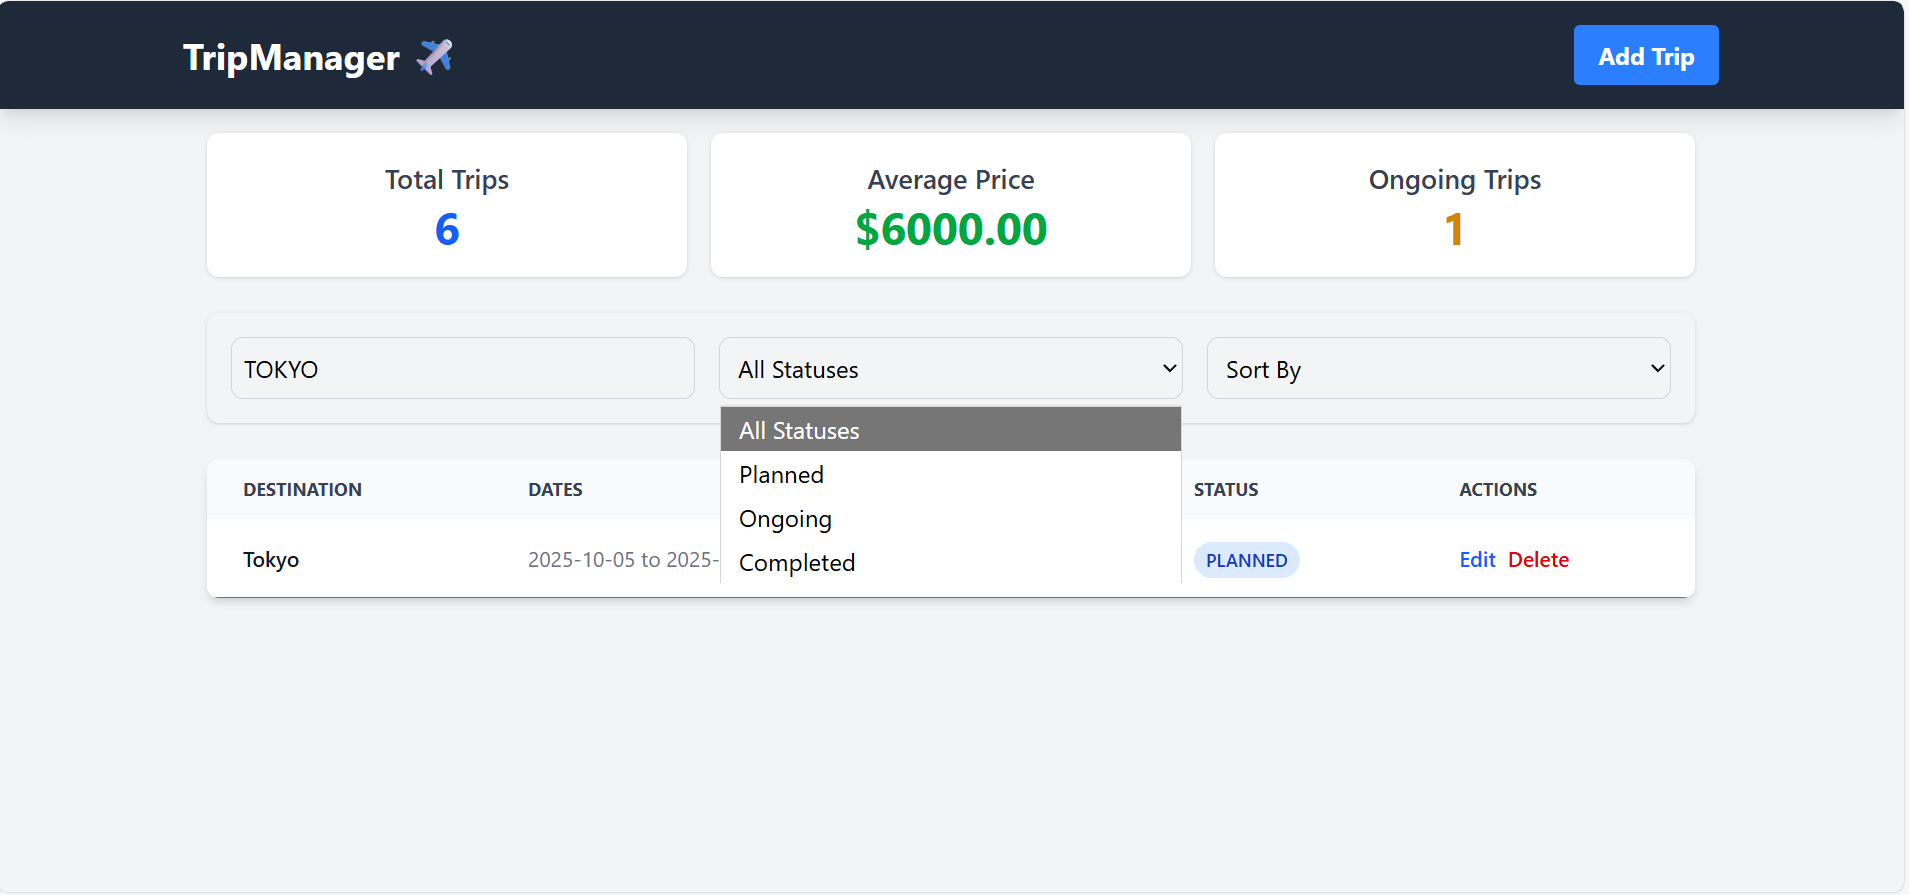 TripManager
Add Trip
Total Trips
6
Average Price
$6000.00
Ongoing Trips
1
TOKYO
All Statuses
Sort By
All Statuses
Planned
Ongoing
Completed
DESTINATION DATES STATUS ACTIONS
Tokyo 2025-10-05 to 2025- PLANNED Edit Delete